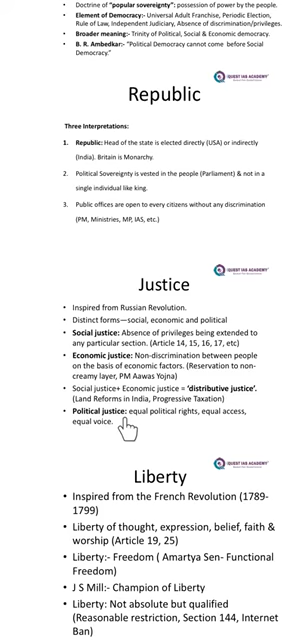 • Doctrine of "popular sovereignty": possession of power by the people.
• Element of Democracy:- Universal Adult Franchise, Periodic Election,
Rule of Law, Independent Judiciary, Absence of discrimination/privileges.
• Broader meaning:- Trinity of Political, Social & Economic democracy.
• B. R. Ambedkar:- "Political Democracy cannot come before Social
Democracy."
QUEST IAS ACADEMY
Republic
Three Interpretations:
1. Republic: Head of the state is elected directly (USA) or indirectly
(India). Britain is Monarchy.
2. Political Sovereignty is vested in the people (Parliament) & not in a
single individual like king.
3. Public offices are open to every citizens without any discrimination
(PM, Ministries, MP, IAS, etc.)
QUEST IAS ACADEMY
Justice
• Inspired from Russian Revolution.
• Distinct forms—social, economic and political
• Social justice: Absence of privileges being extended to
any particular section. (Article 14, 15, 16, 17, etc)
• Economic justice: Non-discrimination between people
on the basis of economic factors. (Reservation to non-
creamy layer, PM Aawas Yojna)
• Social justice+ Economic justice = 'distributive justice'.
(Land Reforms in India, Progressive Taxation)
• Political justice: equal political rights, equal access,
equal voice.
QUEST IAS ACADEMY
Liberty
• Inspired from the French Revolution (1789-
1799)
• Liberty of thought, expression, belief, faith &
worship (Article 19, 25)
• Liberty:- Freedom ( Amartya Sen- Functional
Freedom)
• J S Mill:- Champion of Liberty
• Liberty: Not absolute but qualified
(Reasonable restriction, Section 144, Internet
Ban)